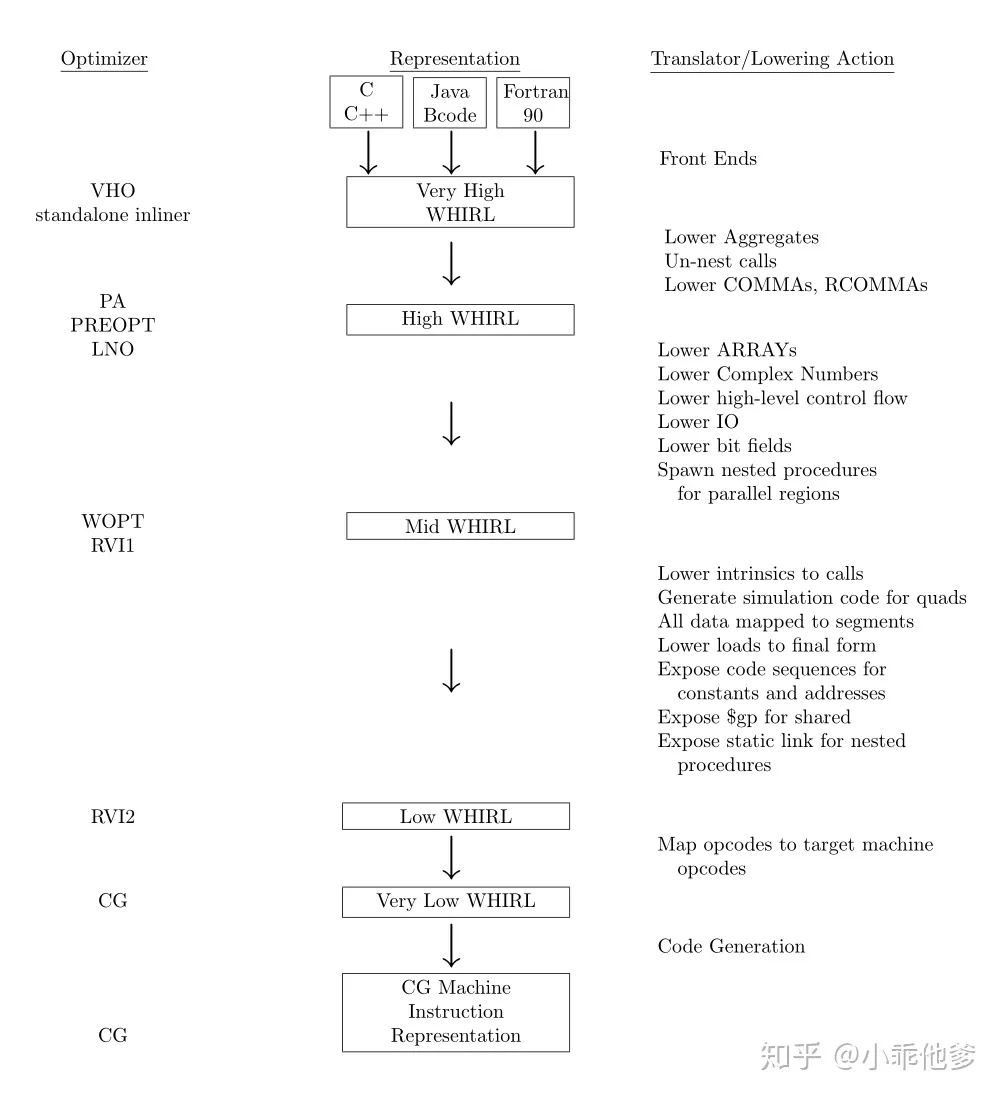 Optimizer
Representation
Translator/Lowering Action
C
C++
Java
Bcode
Fortran
90
Front Ends
VHO
standalone inliner
Very High
WHIRL
Lower Aggregates
Un-nest calls
Lower COMMAs, RCOMMAs
PA
PREOPT
LNO
High WHIRL
Lower ARRAYs
Lower Complex Numbers
Lower high-level control flow
Lower IO
Lower bit fields
Spawn nested procedures
for parallel regions
WOPT
RVI1
Mid WHIRL
Lower intrinsics to calls
Generate simulation code for quads
All data mapped to segments
Lower loads to final form
Expose code sequences for
constants and addresses
Expose $gp for shared
Expose static link for nested
procedures
RVI2
Low WHIRL
Map opcodes to target machine
opcodes
CG
Very Low WHIRL
Code Generation
CG Machine
Instruction
Representation
CG
知乎 @小乖他爹